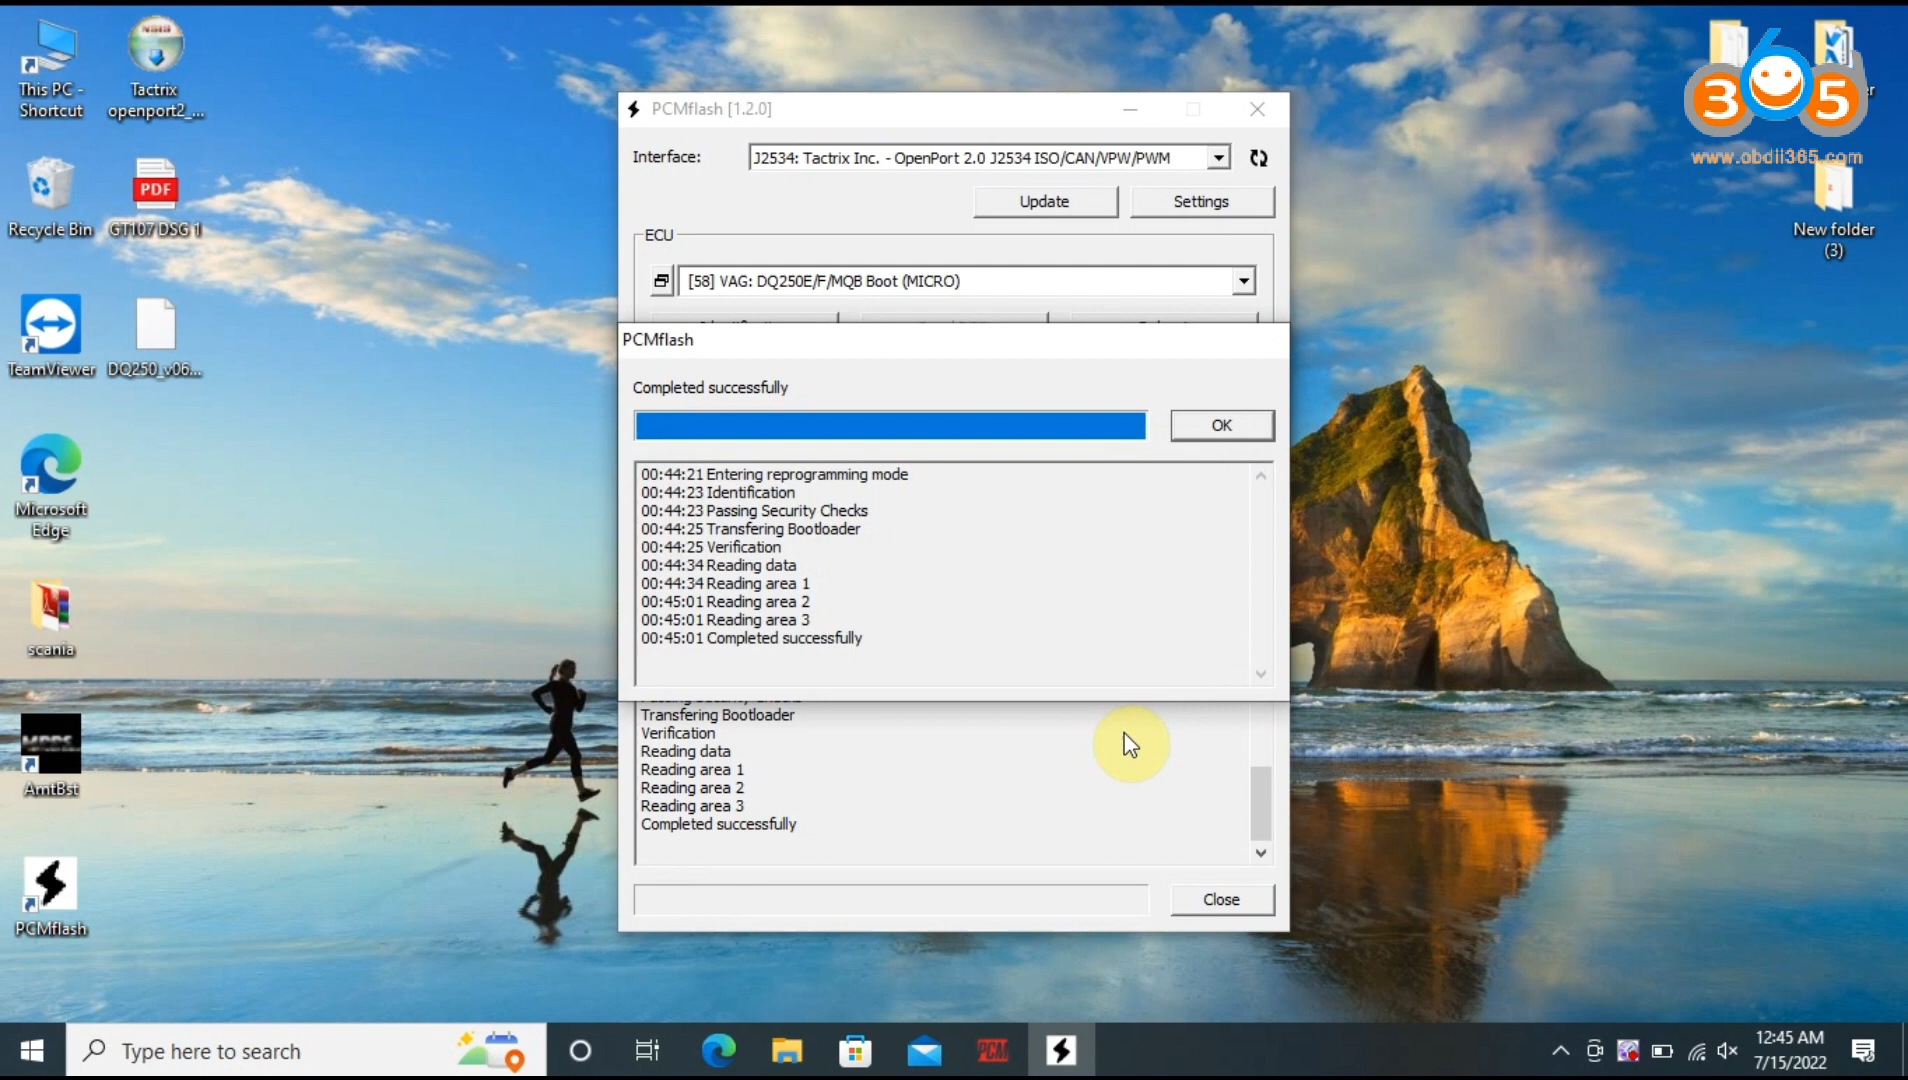 This PC -
Shortcut
Tactrix
openport2_...
Recycle Bin
PDF
GT107 DSG 1
TeamViewer
DQ250_v06...
Microsoft
Edge
scania
AmtBst
PCMflash
PCMflash [1.2.0]
Interface:
J2534: Tactrix Inc. - OpenPort 2.0 J2534 ISO/CAN/VPW/PWM
Update
Settings
ECU
[58] VAG: DQ250E/F/MQB Boot (MICRO)
PCMflash
Completed successfully
OK
00:44:21 Entering reprogramming mode
00:44:23 Identification
00:44:23 Passing Security Checks
00:44:25 Transfering Bootloader
00:44:25 Verification
00:44:34 Reading data
00:44:34 Reading area 1
00:45:01 Reading area 2
00:45:01 Reading area 3
00:45:01 Completed successfully
Transfering Bootloader
Verification
Reading data
Reading area 1
Reading area 2
Reading area 3
Completed successfully
Close
365
www.obdii365.com
New folder
(3)
Type here to search
PCM
12:45 AM
7/15/2022